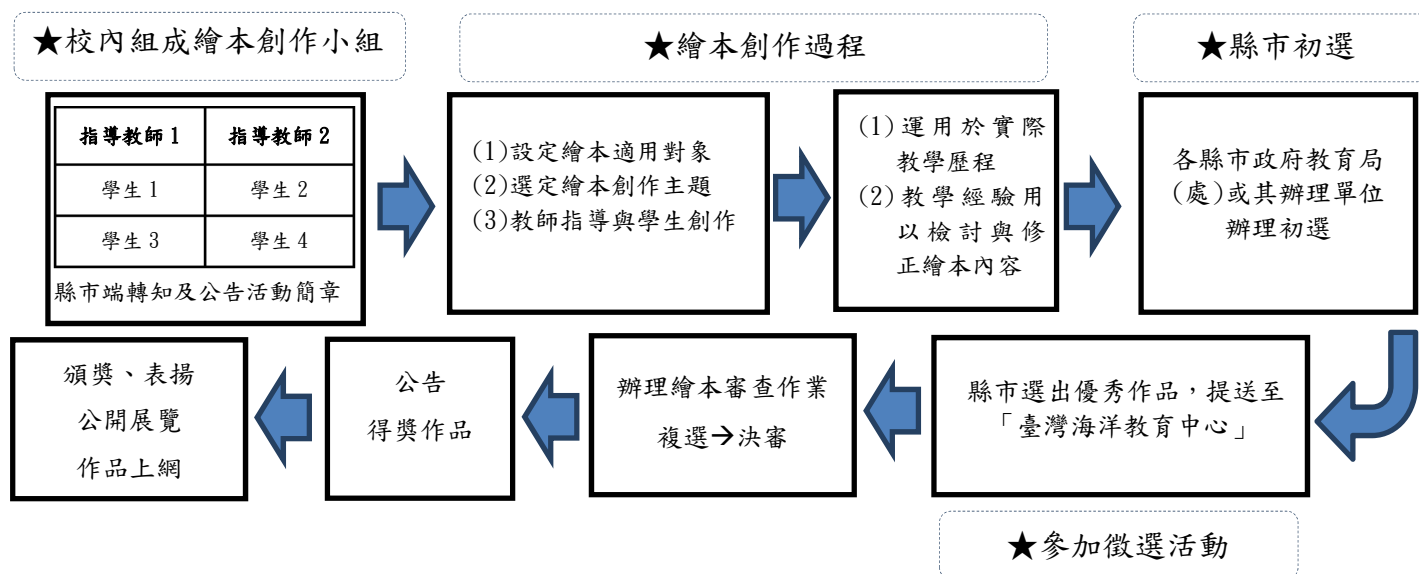 ★校內組成繪本創作小組
★繪本創作過程
★縣市初選
指導教師 1 指導教師 2
學生 1 學生 2
學生 3 學生 4
縣市端轉知及公告活動簡章
(1)設定繪本適用對象
(2)選定繪本創作主題
(3)教師指導與學生創作
(1)運用於實際
教學歷程
(2)教學經驗用
以檢討與修
正繪本內容
各縣市政府教育局
(處)或其辦理單位
辦理初選
縣市選出優秀作品，提送至
「臺灣海洋教育中心」
辦理繪本審查作業
複選→決審
公告
得獎作品
頒獎、表揚
公開展覽
作品上網
★參加徵選活動